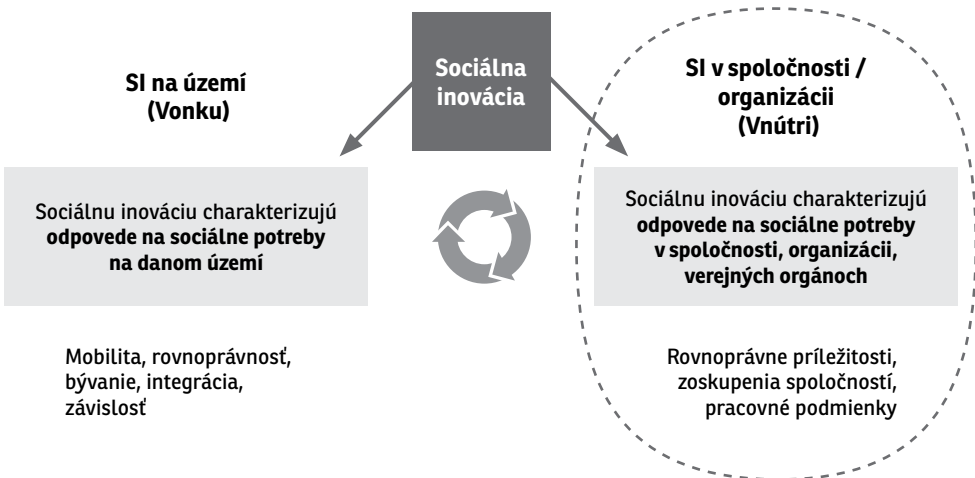 Sociálna
inovácia
SI na území
(Vonku)
Sociálnu inováciu charakterizujú
odpovede na sociálne potreby
na danom území
Mobilita, rovnoprávnosť,
bývanie, integrácia,
závislosť
SI v spoločnosti /
organizácii
(Vnútri)
Sociálnu inováciu charakterizujú
odpovede na sociálne potreby
v spoločnosti, organizácii,
verejných orgánoch
Rovnoprávne príležitosti,
zoskupenia spoločností,
pracovné podmienky